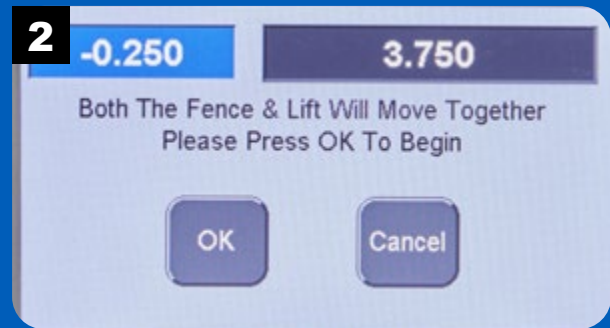 2
-0.250 3.750
Both The Fence & Lift Will Move Together
Please Press OK To Begin
OK Cancel